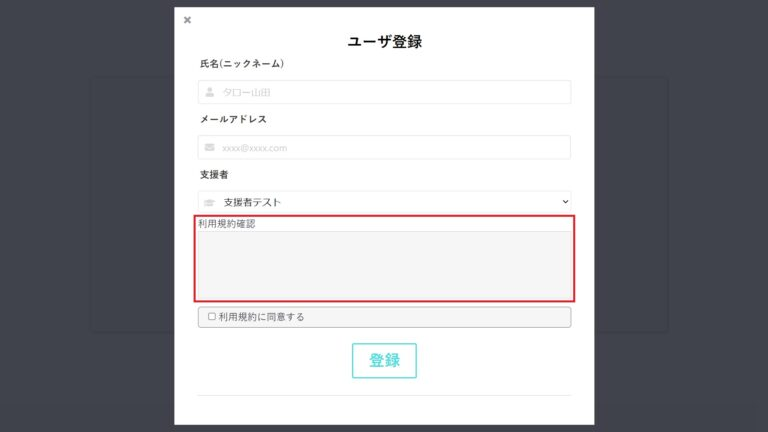 ✖
ユーザ登録
氏名(ニックネーム)
タロー山田
メールアドレス
xxxx@xxxx.com
支援者
支援者テスト
利用規約確認
利用規約に同意する
登録